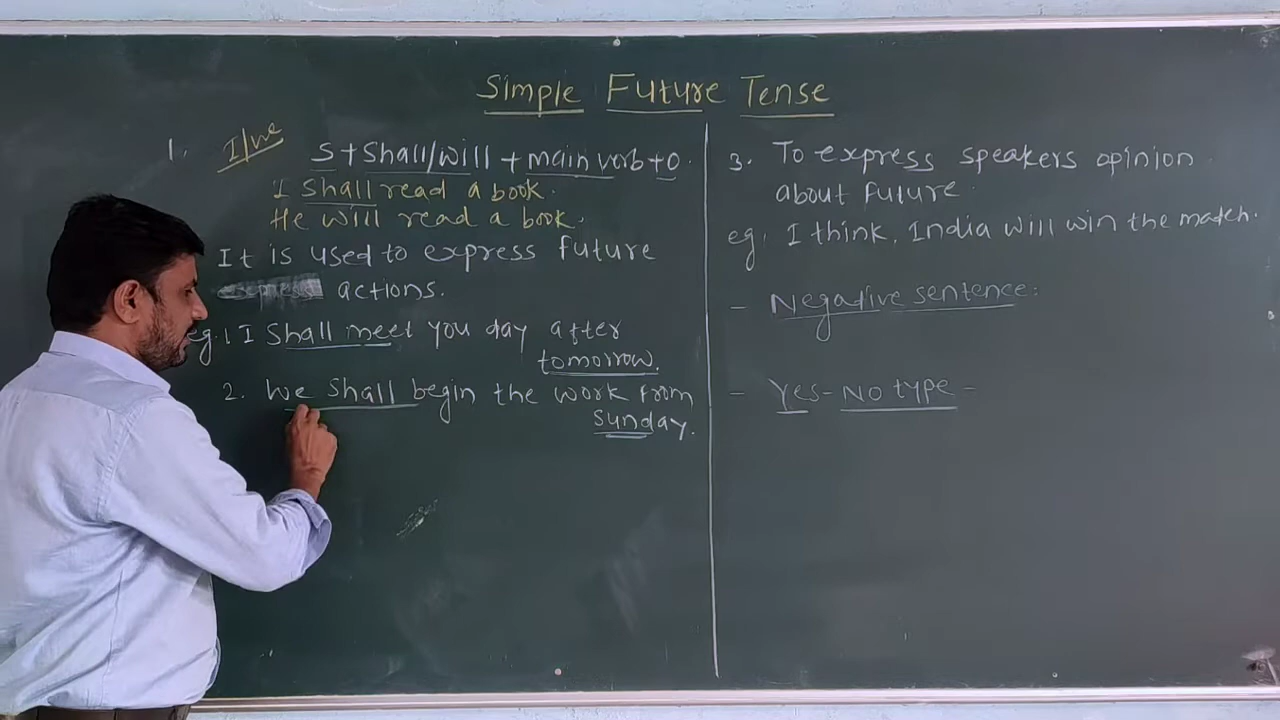 Simple Future Tense
1. I/we S+Shall/will + main verb+O.
I Shall read a book.
He will read a book.
It is used to express future
express actions.
eg. 1 I Shall meet you day after
tomorrow.
2. We Shall begin the work from
Sunday.
3. To express speakers opinion
about future.
eg. I think, India will win the match.
- Negative sentence:
- Yes-No type-